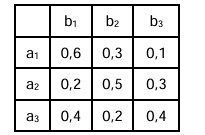 b₁ b₂ b₃
a₁ 0,6 0,3 0,1
a₂ 0,2 0,5 0,3
a₃ 0,4 0,2 0,4